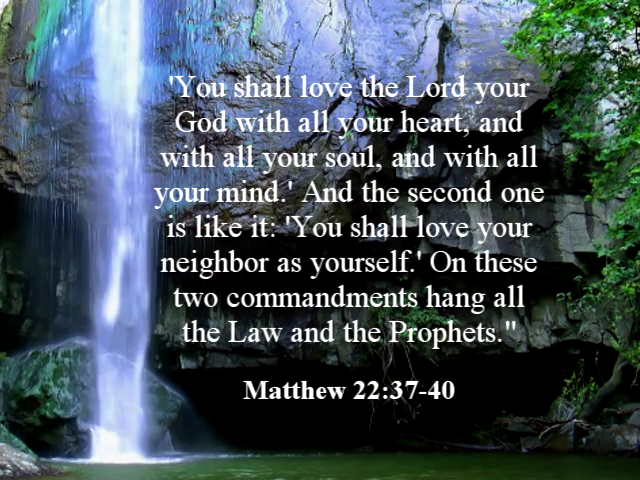 'You shall love the Lord your
God with all your heart, and
with all your soul, and with all
your mind.' And the second one
is like it: 'You shall love your
neighbor as yourself.' On these
two commandments hang all
the Law and the Prophets."
Matthew 22:37-40